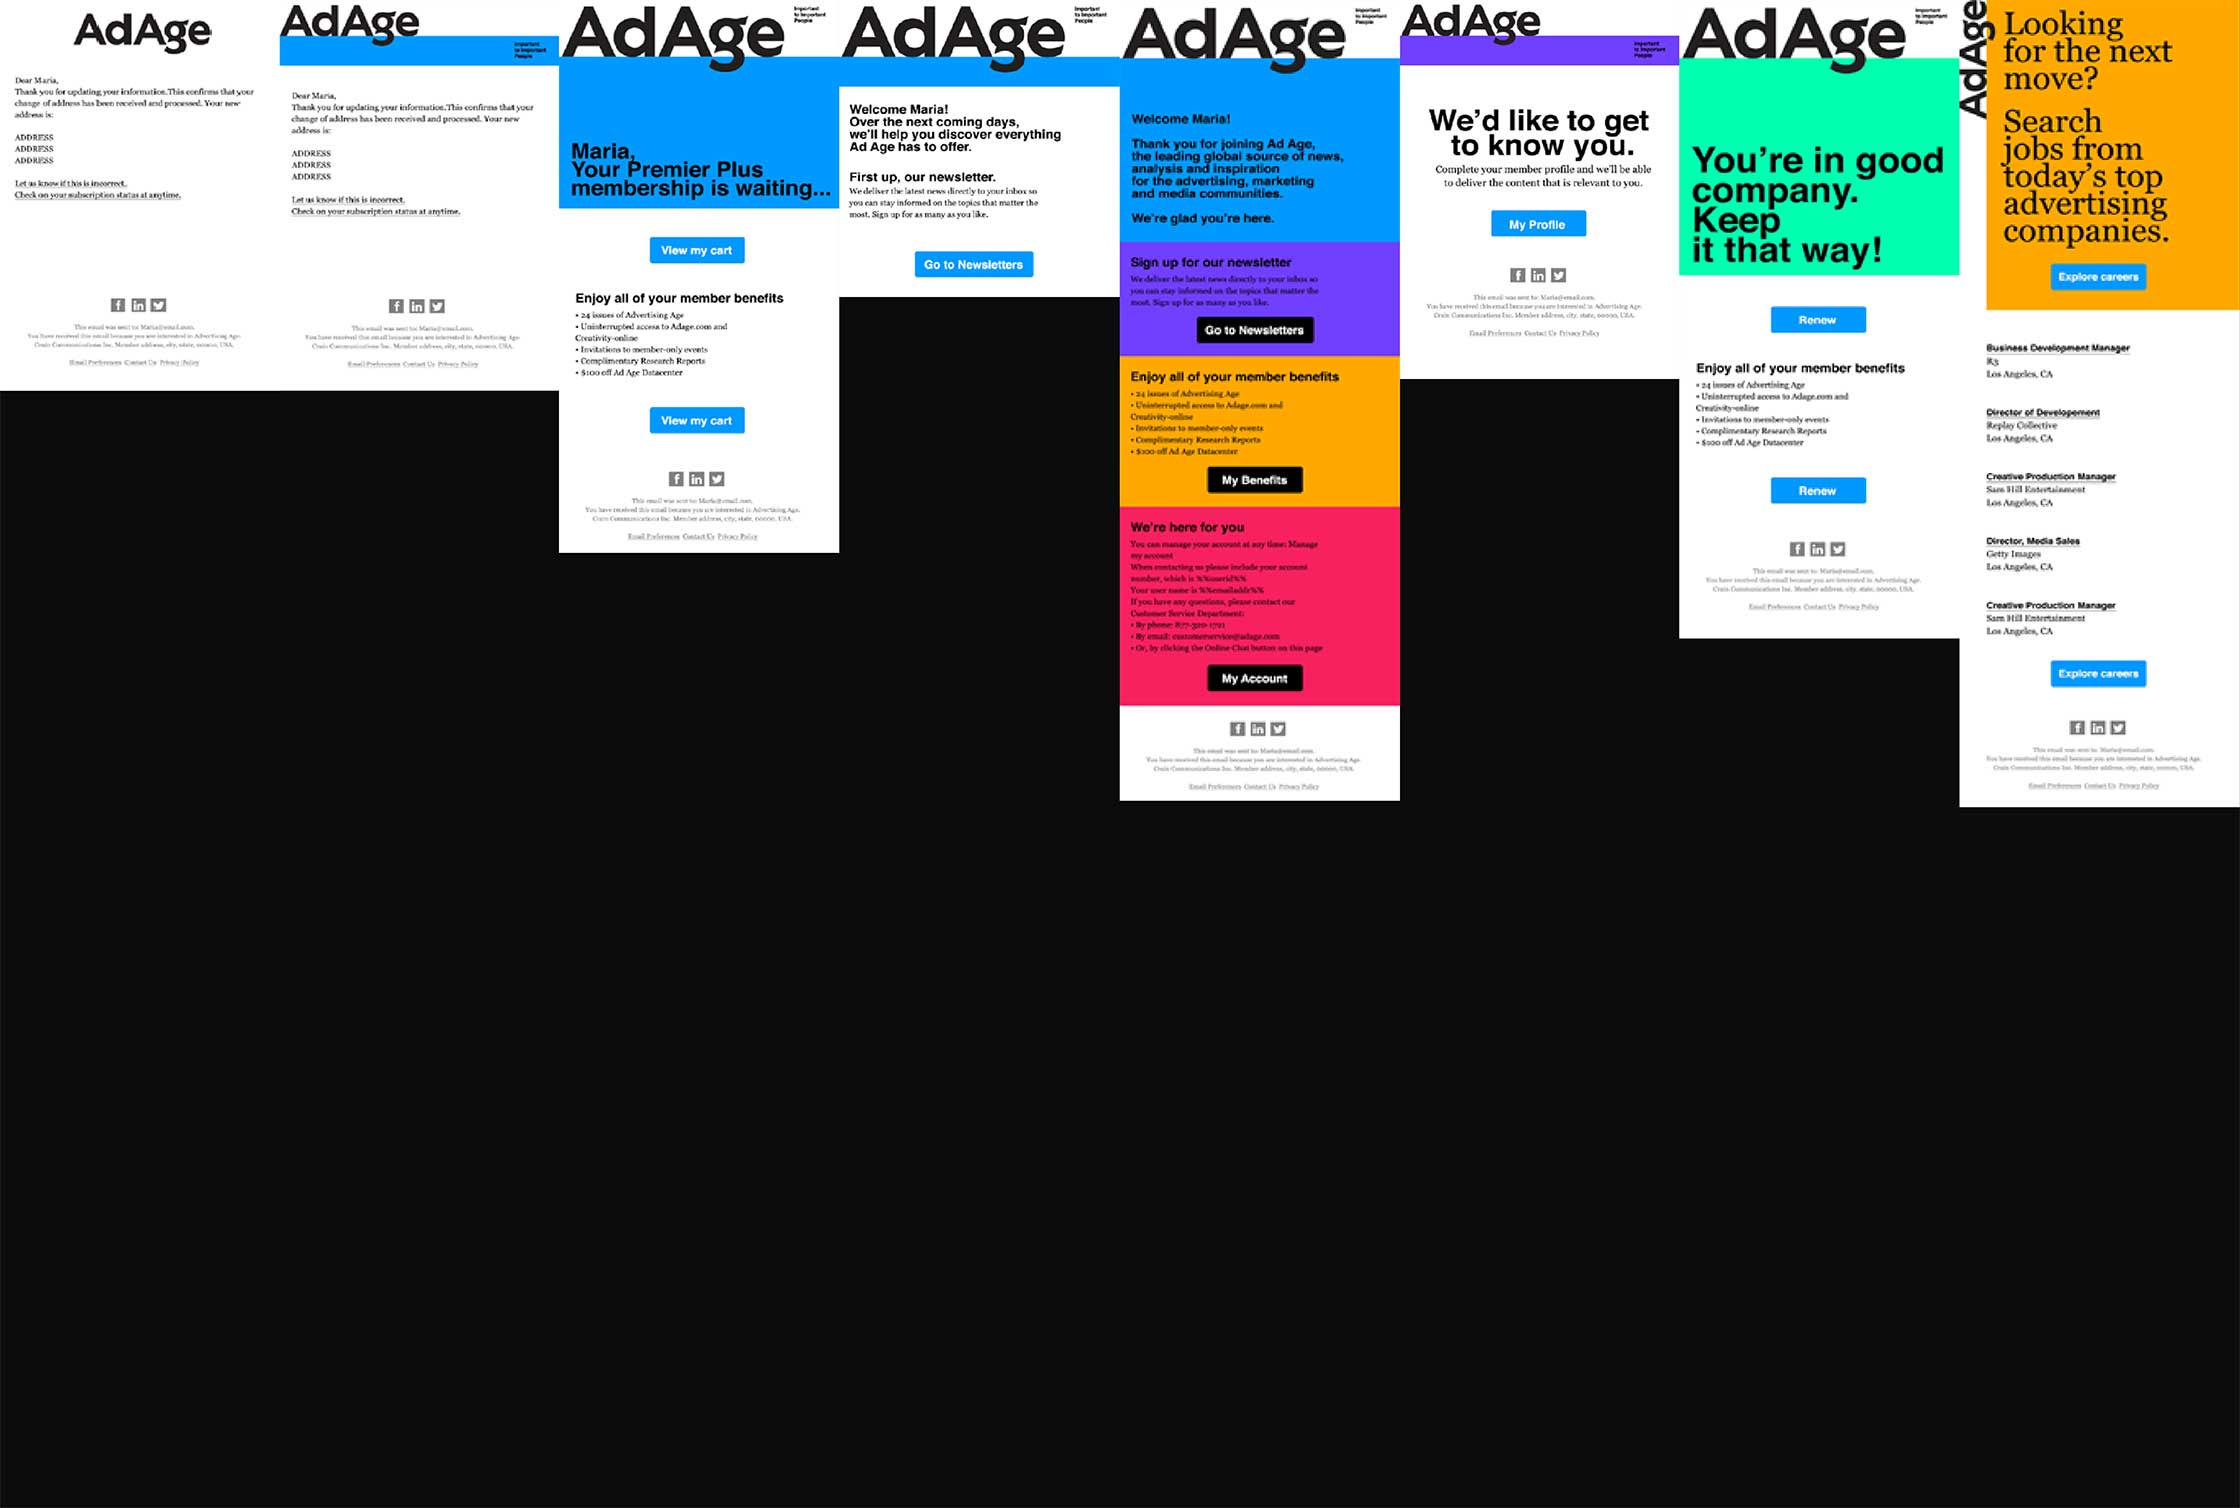 AdAge
Dear Maria,
Thank you for updating your information.This confirms that your
change of address has been received and processed. Your new
address is:
ADDRESS
ADDRESS
ADDRESS
Let us know if this is incorrect.
Check on your subscription status at anytime.
This email was sent to: Maria@email.com.
You have received this email because you are interested in Advertising Age.
Crain Communications Inc. Member address, city, state, 00000, USA.
Email Preferences Contact Us Privacy Policy
AdAge
Important
to Important
People
Dear Maria,
Thank you for updating your information.This confirms that your
change of address has been received and processed. Your new
address is:
ADDRESS
ADDRESS
ADDRESS
Let us know if this is incorrect.
Check on your subscription status at anytime.
This email was sent to: Maria@email.com.
You have received this email because you are interested in Advertising Age.
Crain Communications Inc. Member address, city, state, 00000, USA.
Email Preferences Contact Us Privacy Policy
AdAge
Important
to Important
People
Maria,
Your Premier Plus
membership is waiting...
View my cart
Enjoy all of your member benefits
• 24 issues of Advertising Age
• Uninterrupted access to Adage.com and
Creativity-online
• Invitations to member-only events
• Complimentary Research Reports
• $100 off Ad Age Datacenter
View my cart
This email was sent to: Maria@email.com.
You have received this email because you are interested in Advertising Age.
Crain Communications Inc. Member address, city, state, 00000, USA.
Email Preferences Contact Us Privacy Policy
AdAge
Important
to Important
People
Welcome Maria!
Over the next coming days,
we'll help you discover everything
Ad Age has to offer.
First up, our newsletter.
We deliver the latest news directly to your inbox so
you can stay informed on the topics that matter the
most. Sign up for as many as you like.
Go to Newsletters
AdAge
Important
to Important
People
Welcome Maria!
Thank you for joining Ad Age,
the leading global source of news,
analysis and inspiration
for the advertising, marketing
and media communities.
We're glad you're here.
Sign up for our newsletter
We deliver the latest news directly to your inbox so
you can stay informed on the topics that matter the
most. Sign up for as many as you like.
Go to Newsletters
Enjoy all of your member benefits
• 24 issues of Advertising Age
• Uninterrupted access to Adage.com and
Creativity-online
• Invitations to member-only events
• Complimentary Research Reports
• $100 off Ad Age Datacenter
My Benefits
We're here for you
You can manage your account at any time: Manage
my account
When contacting us please include your account
number, which is %%userid%%
Your user name is %%emailaddr%%
If you have any questions, please contact our
Customer Service Department:
• By phone: 877-320-1721
• By email: customerservice@adage.com
• Or, by clicking the Online Chat button on this page
My Account
This email was sent to: Maria@email.com.
You have received this email because you are interested in Advertising Age.
Crain Communications Inc. Member address, city, state, 00000, USA.
Email Preferences Contact Us Privacy Policy
AdAge
Important
to Important
People
We'd like to get
to know you.
Complete your member profile and we'll be able
to deliver the content that is relevant to you.
My Profile
This email was sent to: Maria@email.com.
You have received this email because you are interested in Advertising Age.
Crain Communications Inc. Member address, city, state, 00000, USA.
Email Preferences Contact Us Privacy Policy
AdAge
Important
to Important
People
You're in good
company.
Keep
it that way!
Renew
Enjoy all of your member benefits
• 24 issues of Advertising Age
• Uninterrupted access to Adage.com and
Creativity-online
• Invitations to member-only events
• Complimentary Research Reports
• $100 off Ad Age Datacenter
Renew
This email was sent to: Maria@email.com.
You have received this email because you are interested in Advertising Age.
Crain Communications Inc. Member address, city, state, 00000, USA.
Email Preferences Contact Us Privacy Policy
AdAge
Looking
for the next
move?
Search
jobs from
today's top
advertising
companies.
Explore careers
Business Development Manager
R3
Los Angeles, CA
Director of Developement
Replay Collective
Los Angeles, CA
Creative Production Manager
Sam Hill Entertainment
Los Angeles, CA
Director, Media Sales
Getty Images
Los Angeles, CA
Creative Production Manager
Sam Hill Entertainment
Los Angeles, CA
Explore careers
This email was sent to: Maria@email.com.
You have received this email because you are interested in Advertising Age.
Crain Communications Inc. Member address, city, state, 00000, USA.
Email Preferences Contact Us Privacy Policy